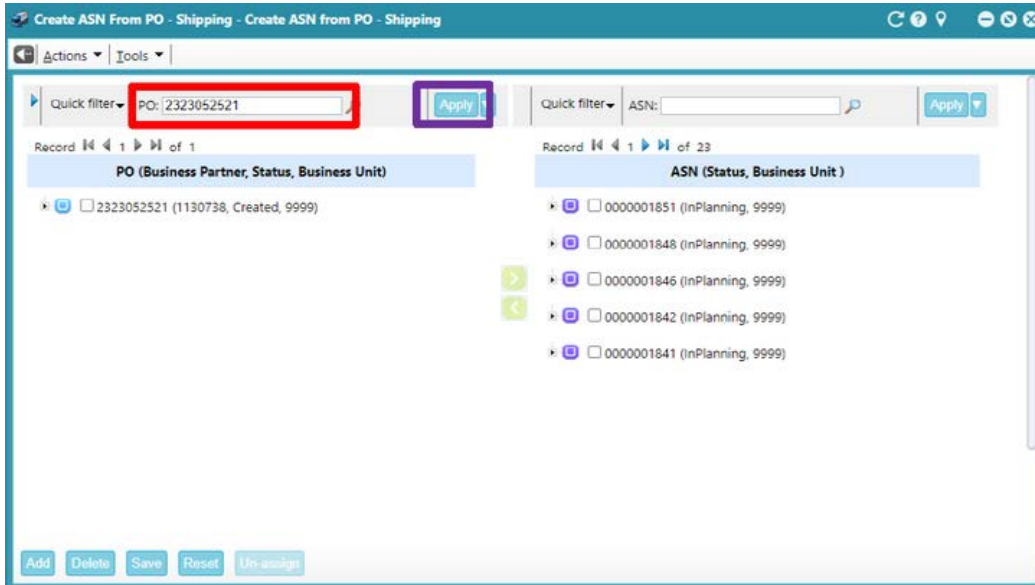 Create ASN From PO - Shipping - Create ASN from PO - Shipping
Actions Tools
Quick filter PO: 2323052521 Apply
Record 1 of 1
PO (Business Partner, Status, Business Unit)
2323052521 (1130738, Created, 9999)
Quick filter ASN: Apply
Record 1 of 23
ASN (Status, Business Unit )
0000001851 (InPlanning, 9999)
0000001848 (InPlanning, 9999)
0000001846 (InPlanning, 9999)
0000001842 (InPlanning, 9999)
0000001841 (InPlanning, 9999)
Add Delete Save Reset Un-assign